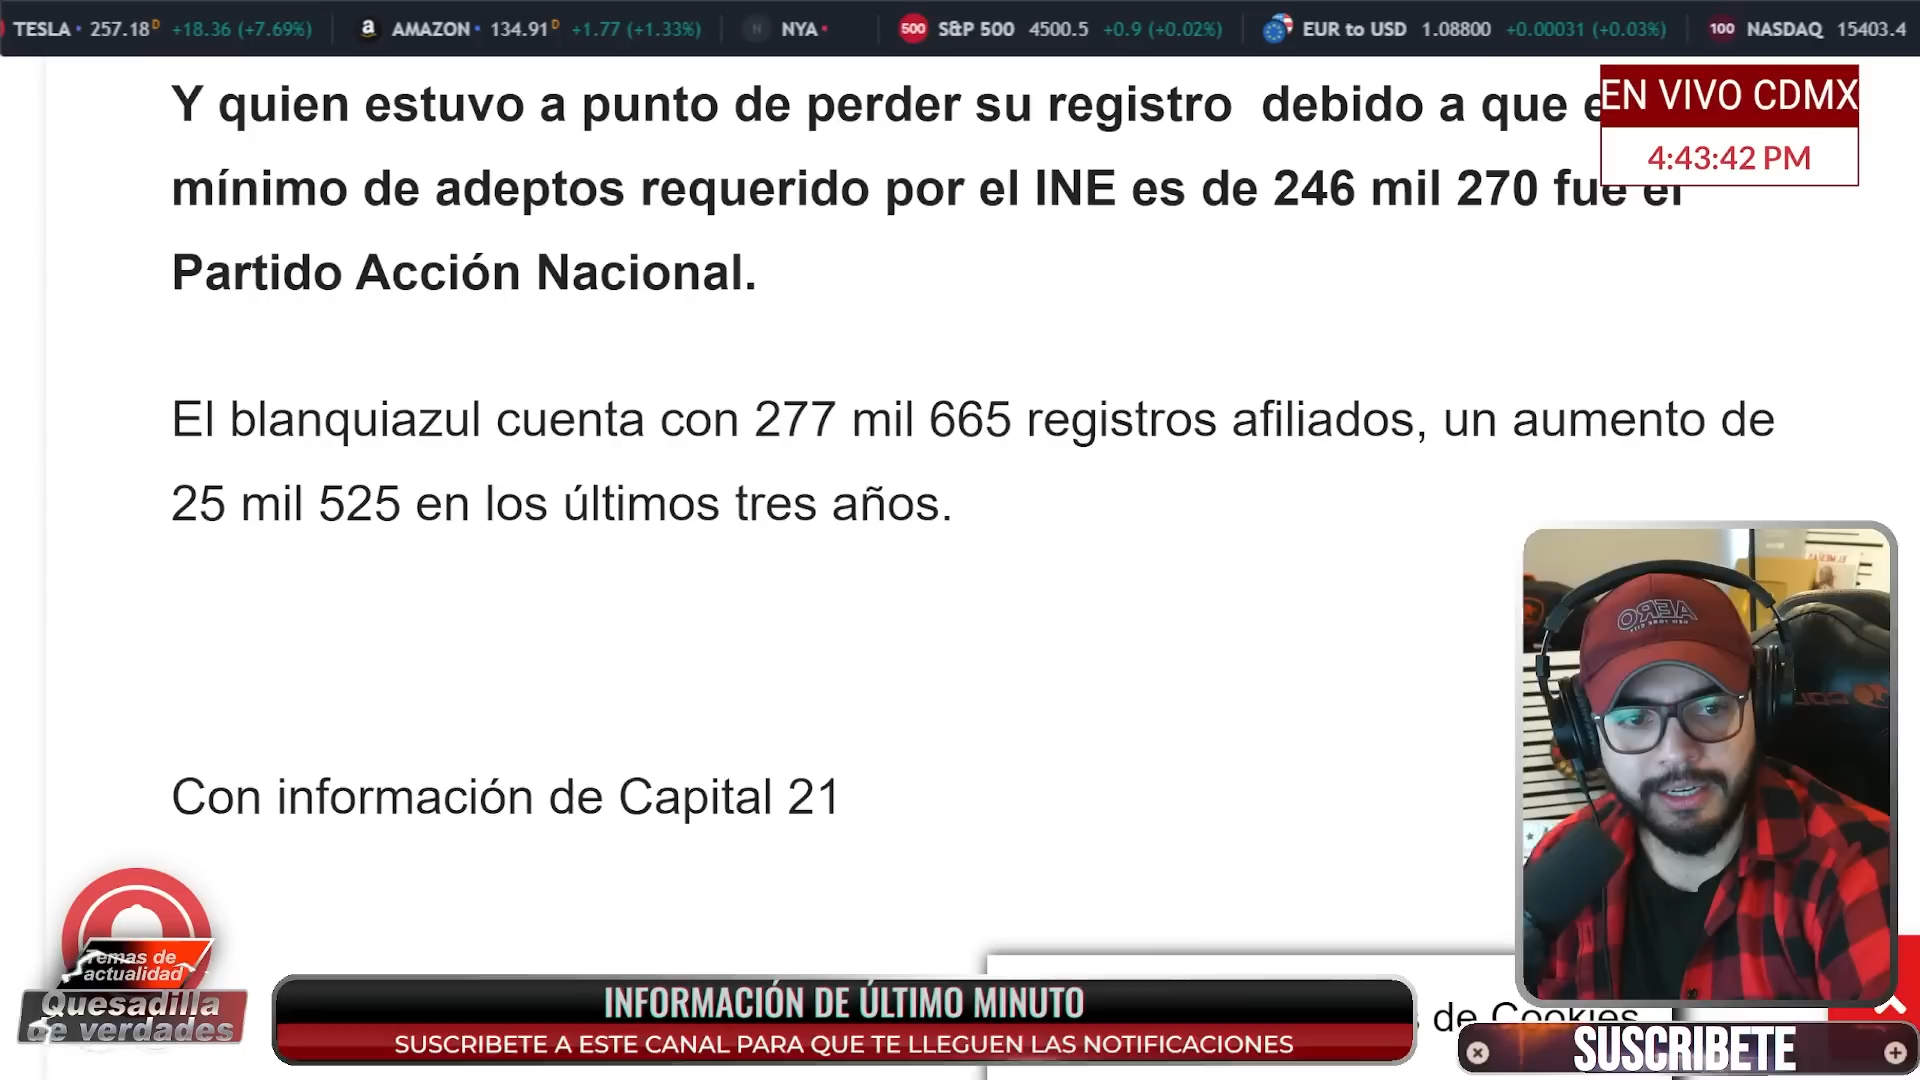 TESLA 257.18 D +18.36 (+7.69%) AMAZON 134.91 D +1.77 (+1.33%) N NYA 500 S&P 500 4500.5 +0.9 (+0.02%) EUR to USD 1.08800 +0.00031 (+0.03%) 100 NASDAQ 15403.4
EN VIVO CDMX
4:43:42 PM
Y quien estuvo a punto de perder su registro debido a que
mínimo de adeptos requerido por el INE es de 246 mil 270 fue el
Partido Acción Nacional.
El blanquiazul cuenta con 277 mil 665 registros afiliados, un aumento de
25 mil 525 en los últimos tres años.
Con información de Capital 21
AERO
Temas de
actualidad
Quesadilla
de verdades
INFORMACIÓN DE ÚLTIMO MINUTO
SUSCRIBETE A ESTE CANAL PARA QUE TE LLEGUEN LAS NOTIFICACIONES
de Cookies
SUSCRIBETE